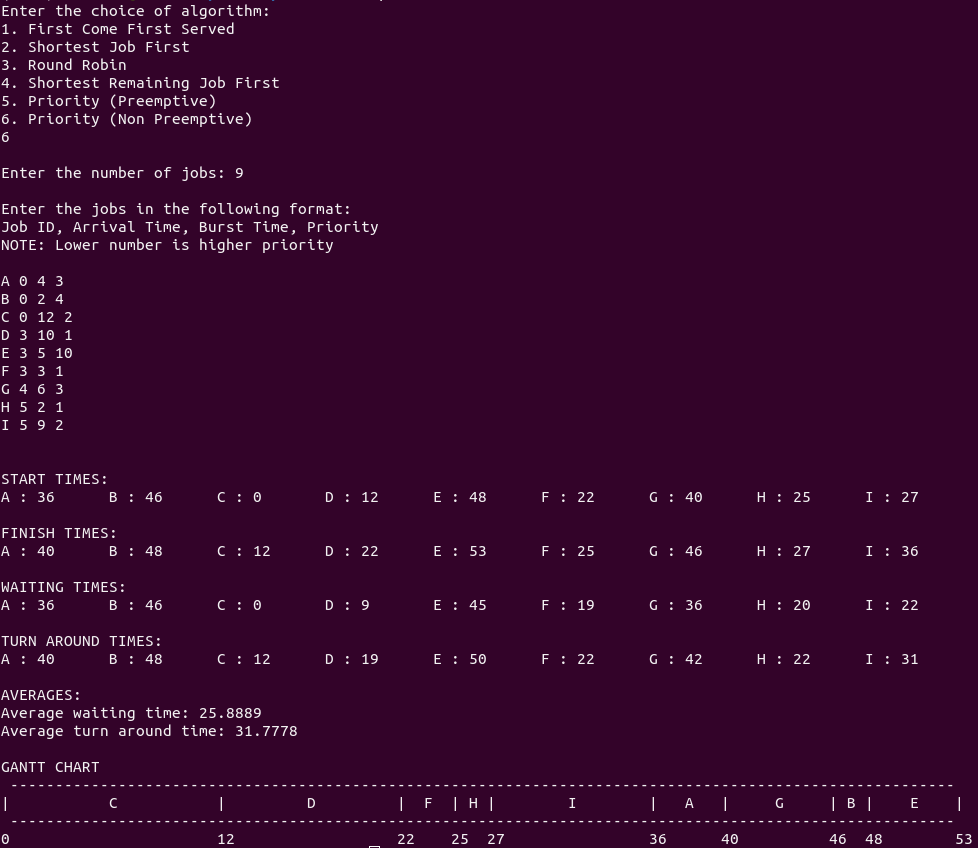 Enter the choice of algorithm:
1. First Come First Served
2. Shortest Job First
3. Round Robin
4. Shortest Remaining Job First
5. Priority (Preemptive)
6. Priority (Non Preemptive)
6
Enter the number of jobs: 9
Enter the jobs in the following format:
Job ID, Arrival Time, Burst Time, Priority
NOTE: Lower number is higher priority
A 0 4 3
B 0 2 4
C 0 12 2
D 3 10 1
E 3 5 10
F 3 3 1
G 4 6 3
H 5 2 1
I 5 9 2
START TIMES:
A : 36      B : 46      C : 0       D : 12      E : 48      F : 22      G : 40      H : 25      I : 27
FINISH TIMES:
A : 40      B : 48      C : 12      D : 22      E : 53      F : 25      G : 46      H : 27      I : 36
WAITING TIMES:
A : 36      B : 46      C : 0       D : 9       E : 45      F : 19      G : 36      H : 20      I : 22
TURN AROUND TIMES:
A : 40      B : 48      C : 12      D : 19      E : 50      F : 22      G : 42      H : 22      I : 31
AVERAGES:
Average waiting time: 25.8889
Average turn around time: 31.7778
GANTT CHART
 ---------------------------------------------------------------------------------------------------------
|           C           |         D         |  F  | H |        I        |   A   |     G     | B |    E    |
 ---------------------------------------------------------------------------------------------------------
0                       12                  22    25  27                36      40          46  48        53